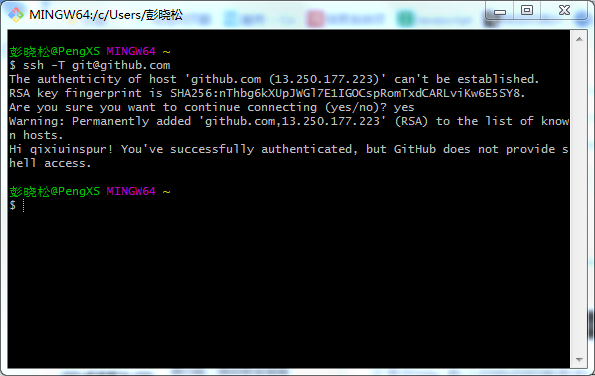 MINGW64:/c/Users/彭晓松
彭晓松@PengXS MINGW64 ~
$ ssh -T git@github.com
The authenticity of host 'github.com (13.250.177.223)' can't be established.
RSA key fingerprint is SHA256:nThbg6kXUpJWGl7E1IGOCspRomTxdCARLviKw6E5SY8.
Are you sure you want to continue connecting (yes/no)? yes
Warning: Permanently added 'github.com,13.250.177.223' (RSA) to the list of know
n hosts.
Hi qixiuinspur! You've successfully authenticated, but GitHub does not provide s
hell access.
彭晓松@PengXS MINGW64 ~
$